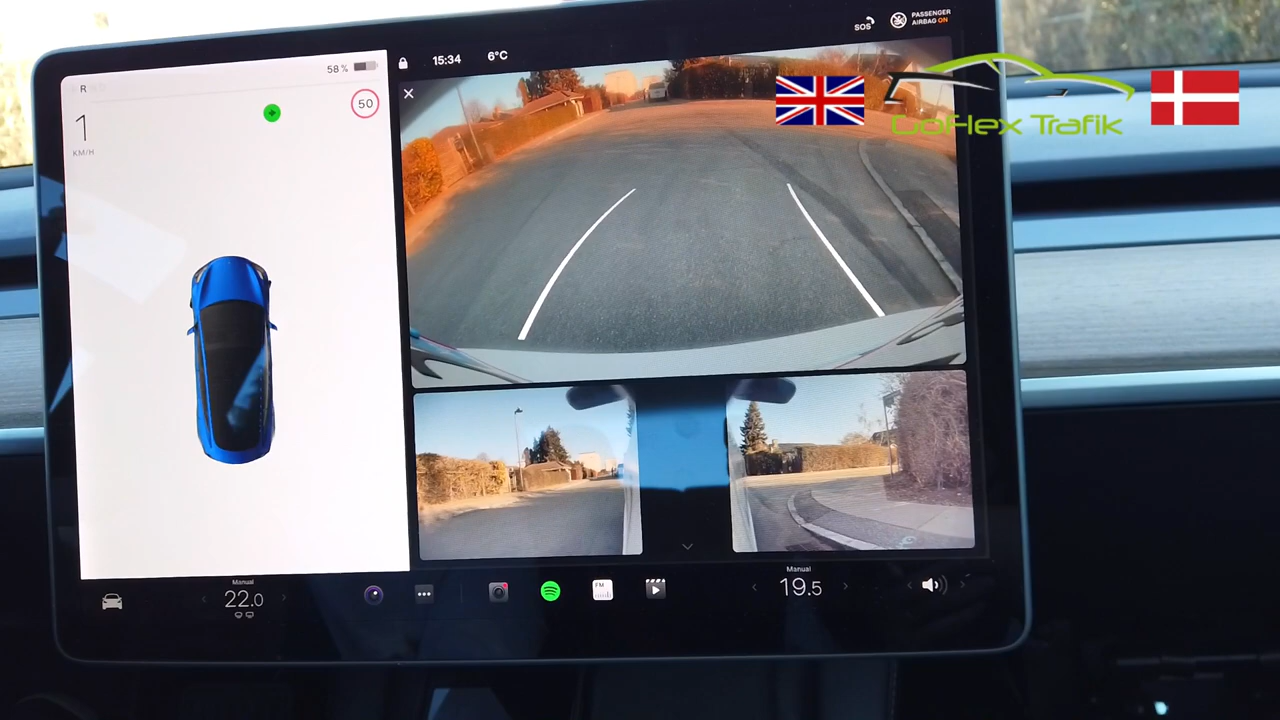 R
58 %
1
KM/H
50
15:34
6°C
SOS
PASSENGER
AIRBAG ON
GoFlex Trafik
Manual
22.0
FM
Manual
19.5